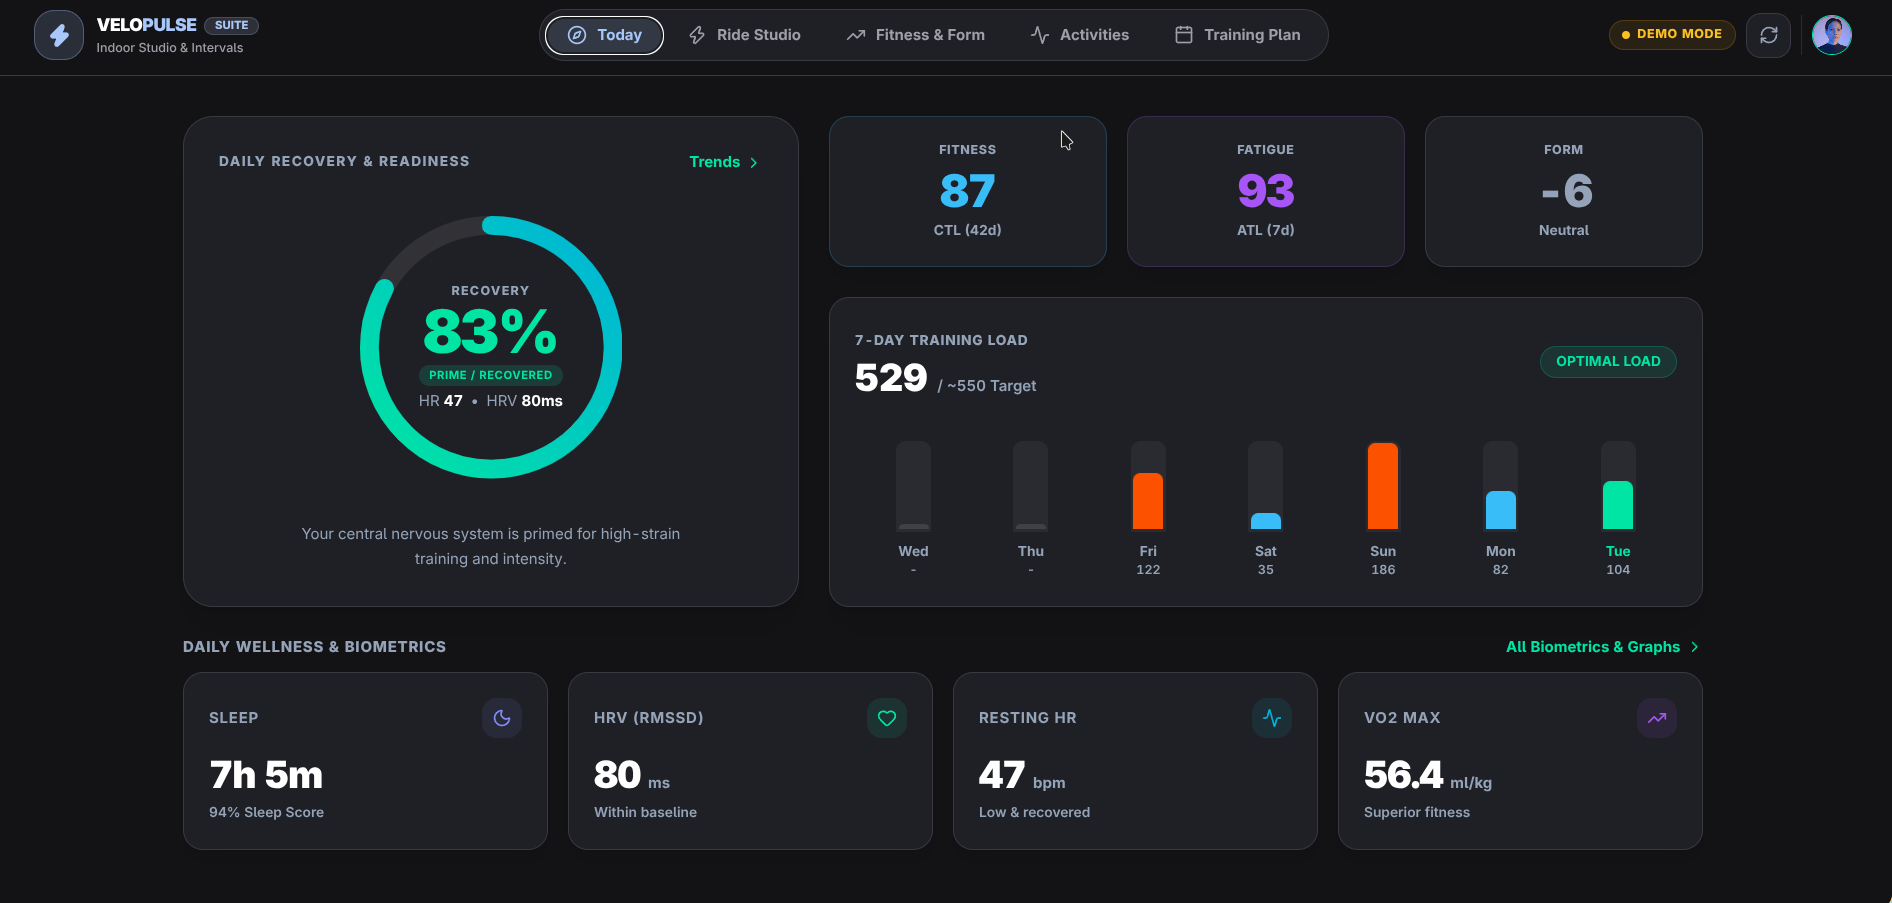 VELOPULSE SUITE
Indoor Studio & Intervals
Today
Ride Studio
Fitness & Form
Activities
Training Plan
DEMO MODE
DAILY RECOVERY & READINESS
Trends
RECOVERY
83%
PRIME / RECOVERED
HR 47 • HRV 80ms
Your central nervous system is primed for high-strain
training and intensity.
FITNESS
87
CTL (42d)
FATIGUE
93
ATL (7d)
FORM
-6
Neutral
7-DAY TRAINING LOAD
529 / ~550 Target
OPTIMAL LOAD
Wed Thu Fri Sat Sun Mon Tue
- - 122 35 186 82 104
DAILY WELLNESS & BIOMETRICS
All Biometrics & Graphs
SLEEP
7h 5m
94% Sleep Score
HRV (RMSSD)
80 ms
Within baseline
RESTING HR
47 bpm
Low & recovered
VO2 MAX
56.4 ml/kg
Superior fitness